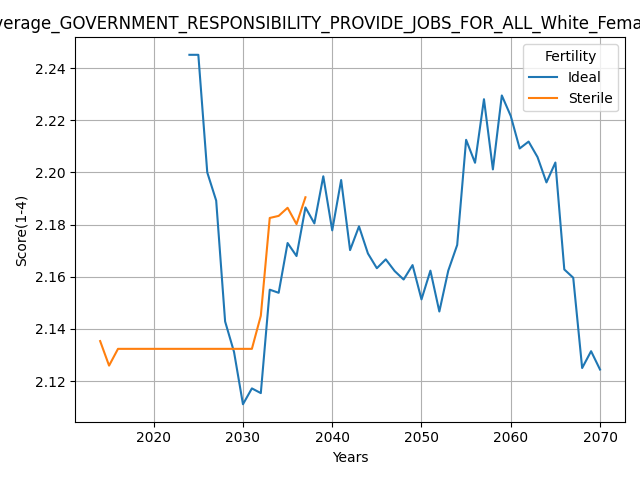 verage_GOVERNMENT_RESPONSIBILITY_PROVIDE_JOBS_FOR_ALL_White_Fema
Fertility
Ideal
Sterile
Score(1-4)
2.24
2.22
2.20
2.18
2.16
2.14
2.12
2020
2030
2040
2050
2060
2070
Years